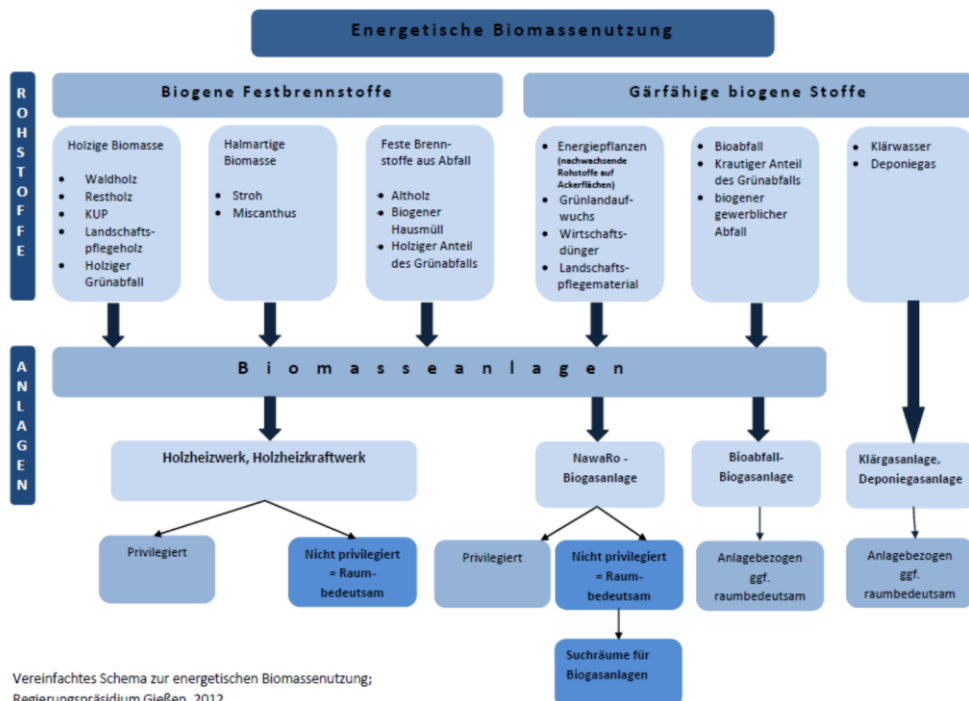 Energetische Biomassenutzung
ROHSTOFFE
Biogene Festbrennstoffe
Gärfähige biogene Stoffe
Holzige Biomasse
• Waldholz
• Restholz
• KUP
• Landschafts-
pflegeholz
• Holziger
Grünabfall
Halmartige
Biomasse
• Stroh
• Miscanthus
Feste Brenn-
stoffe aus Abfall
• Altholz
• Biogener
Hausmüll
• Holziger Anteil
des Grünabfalls
• Energiepflanzen
(nachwachsende
Rohstoffe auf
Ackerflächen)
• Grünlandauf-
wuchs
• Wirtschafts-
dünger
• Landschafts-
pflegematerial
• Bioabfall
• Krautiger Anteil
des Grünabfalls
• biogener
gewerblicher
Abfall
• Klärwasser
• Deponiegas
ANLAGEN
Biomasseanlagen
Holzheizwerk, Holzheizkraftwerk
NawaRo -
Biogasanlage
Bioabfall-
Biogasanlage
Klärgasanlage,
Deponiegasanlage
Privilegiert
Nicht privilegiert
= Raum-
bedeutsam
Privilegiert
Nicht privilegiert
= Raum-
bedeutsam
Anlagebezogen
ggf.
raumbedeutsam
Anlagebezogen
ggf.
raumbedeutsam
Suchräume für
Biogasanlagen
Vereinfachtes Schema zur energetischen Biomassenutzung;
Regierungspräsidium Gießen, 2012